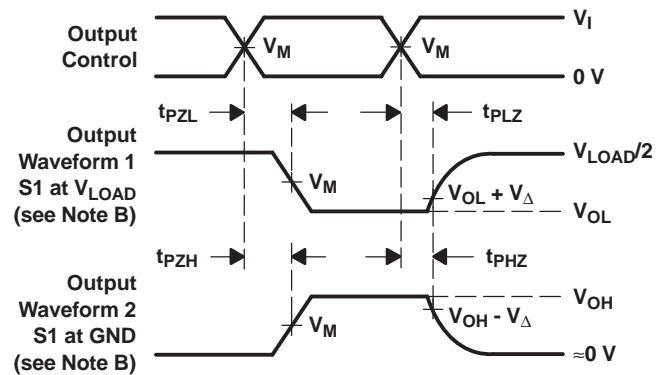 Output
Control
V_M
V_M
V_I
0 V
t_PZL
t_PLZ
Output
Waveform 1
S1 at V_LOAD
(see Note B)
V_M
V_OL + V_Δ
V_LOAD/2
V_OL
t_PZH
t_PHZ
Output
Waveform 2
S1 at GND
(see Note B)
V_M
V_OH - V_Δ
V_OH
≈0 V